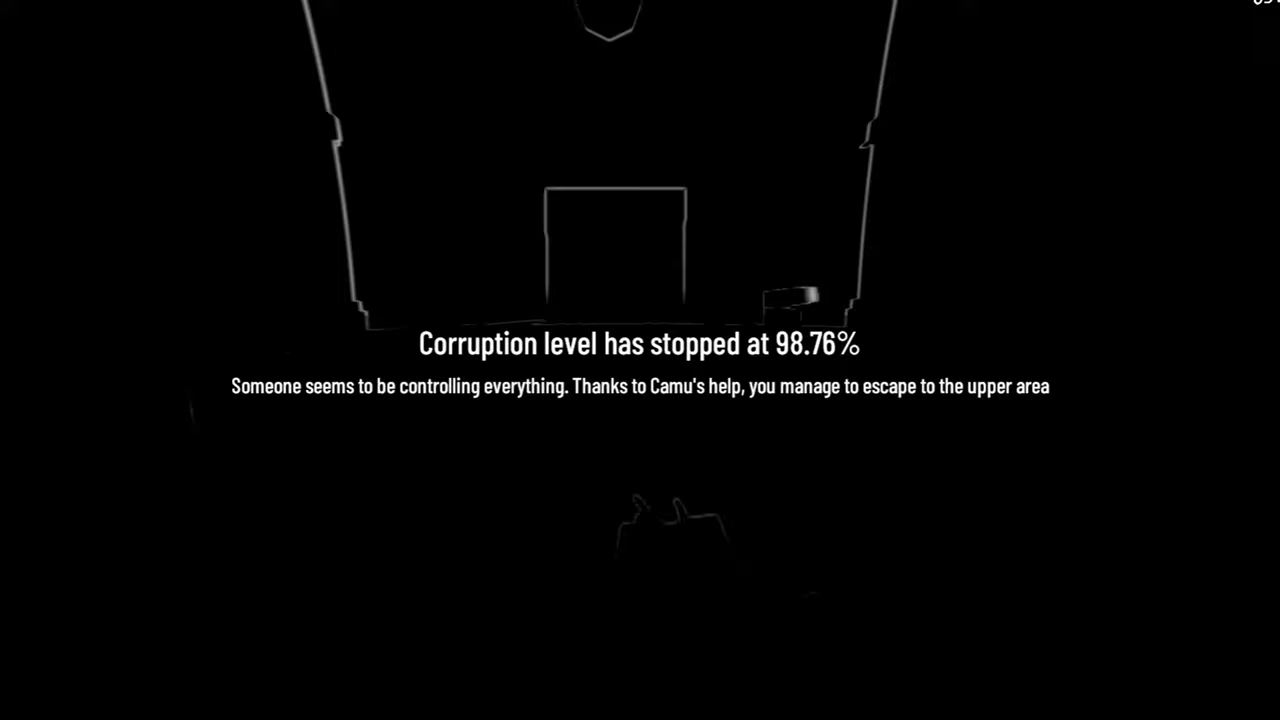 Corruption level has stopped at 98.76%
Someone seems to be controlling everything. Thanks to Camu's help, you manage to escape to the upper area